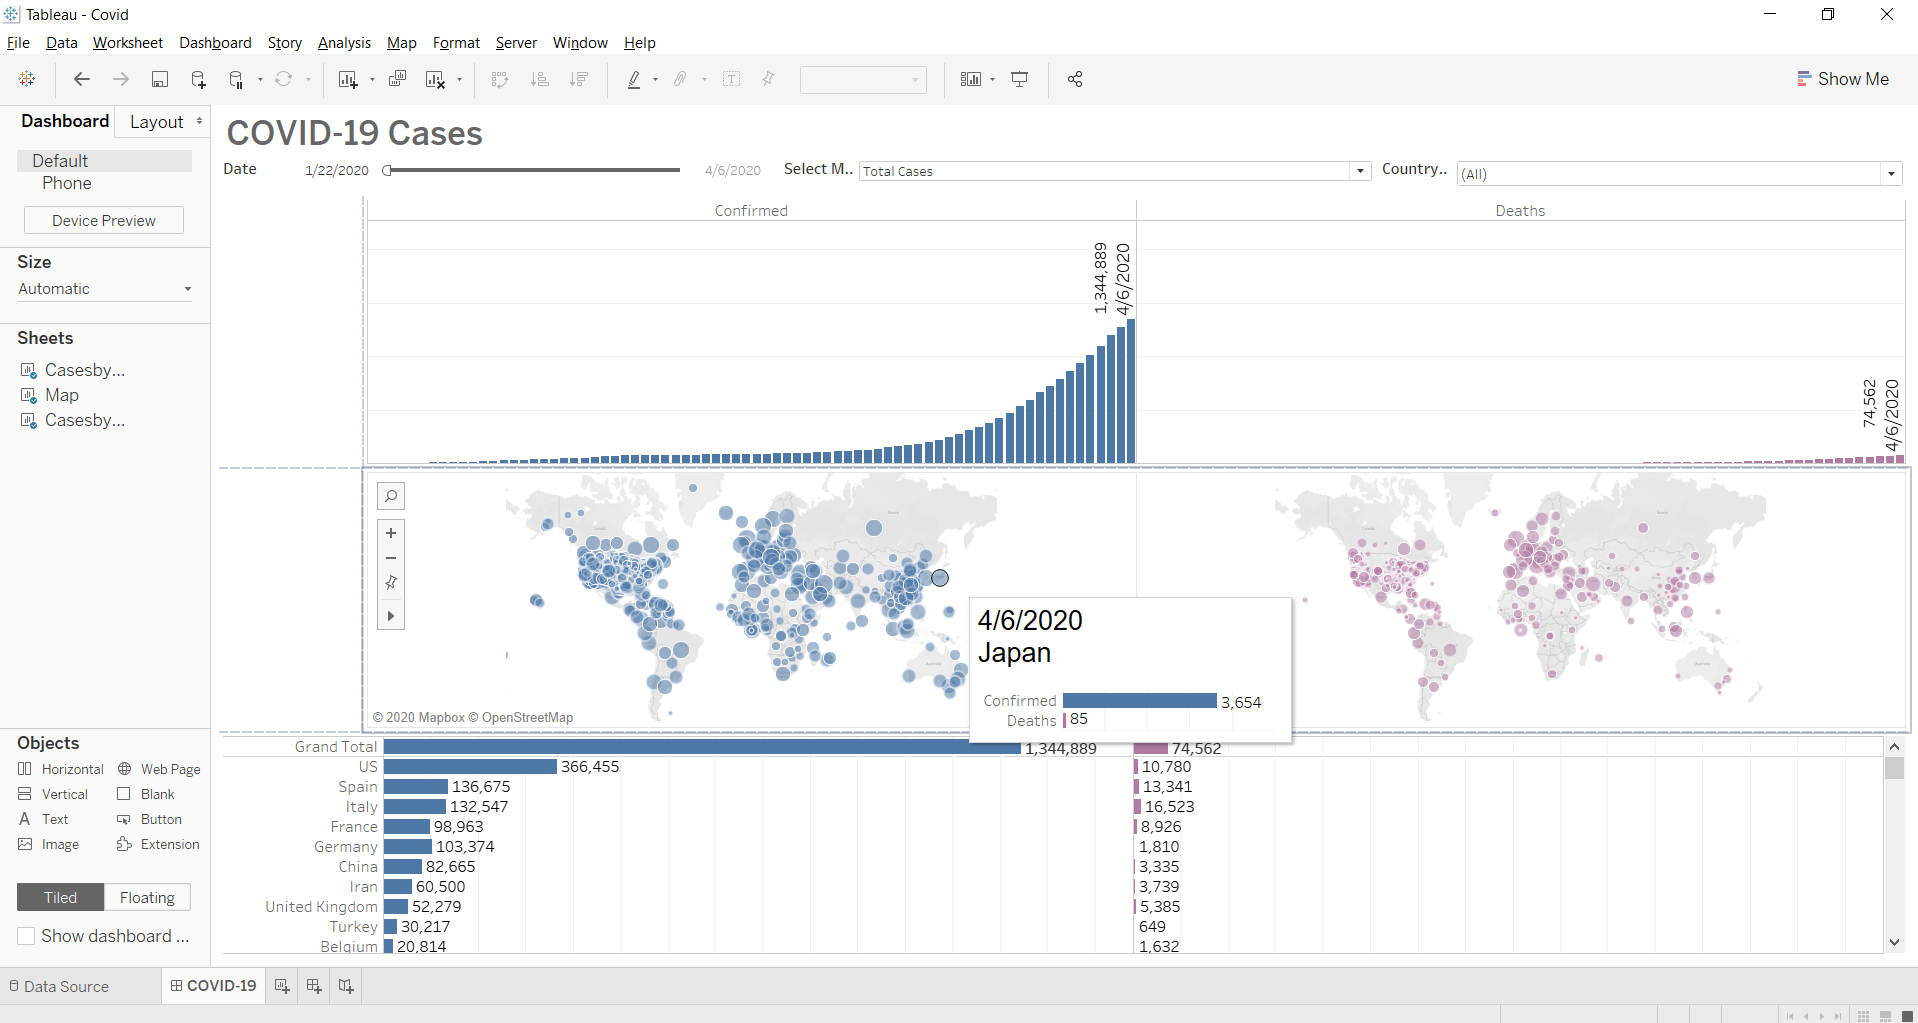 Tableau - Covid
File Data Worksheet Dashboard Story Analysis Map Format Server Window Help
Show Me
Dashboard Layout
Default
Phone
Device Preview
Size
Automatic
Sheets
Casesby...
Map
Casesby...
Objects
Horizontal Web Page
Vertical Blank
Text Button
Image Extension
Tiled Floating
Show dashboard ...
COVID-19 Cases
Date 1/22/2020 4/6/2020 Select M.. Total Cases Country.. (All)
Confirmed Deaths
1,344,889
4/6/2020
74,562
4/6/2020
© 2020 Mapbox © OpenStreetMap
4/6/2020
Japan
Confirmed 3,654
Deaths 85
Grand Total 1,344,889 74,562
US 366,455 10,780
Spain 136,675 13,341
Italy 132,547 16,523
France 98,963 8,926
Germany 103,374 1,810
China 82,665 3,335
Iran 60,500 3,739
United Kingdom 52,279 5,385
Turkey 30,217 649
Belgium 20,814 1,632
Data Source COVID-19